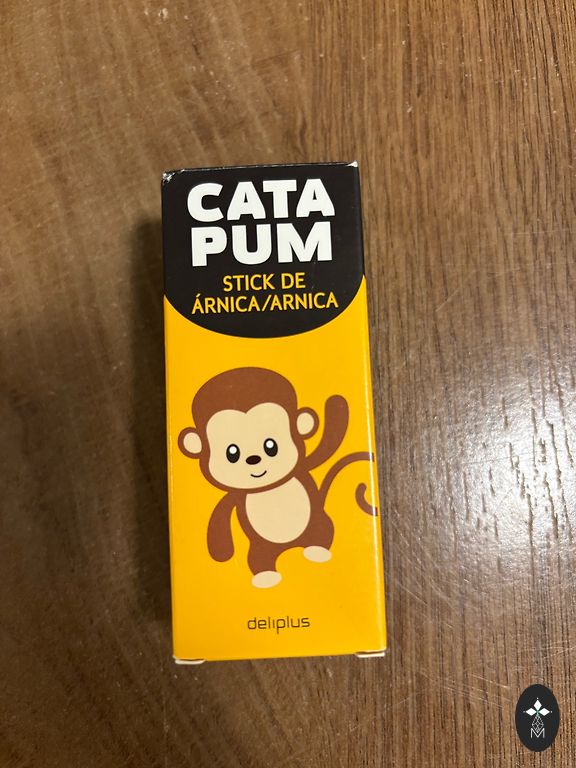 CATA
PUM
STICK DE
ÁRNICA/ARNICA
deliplus
M